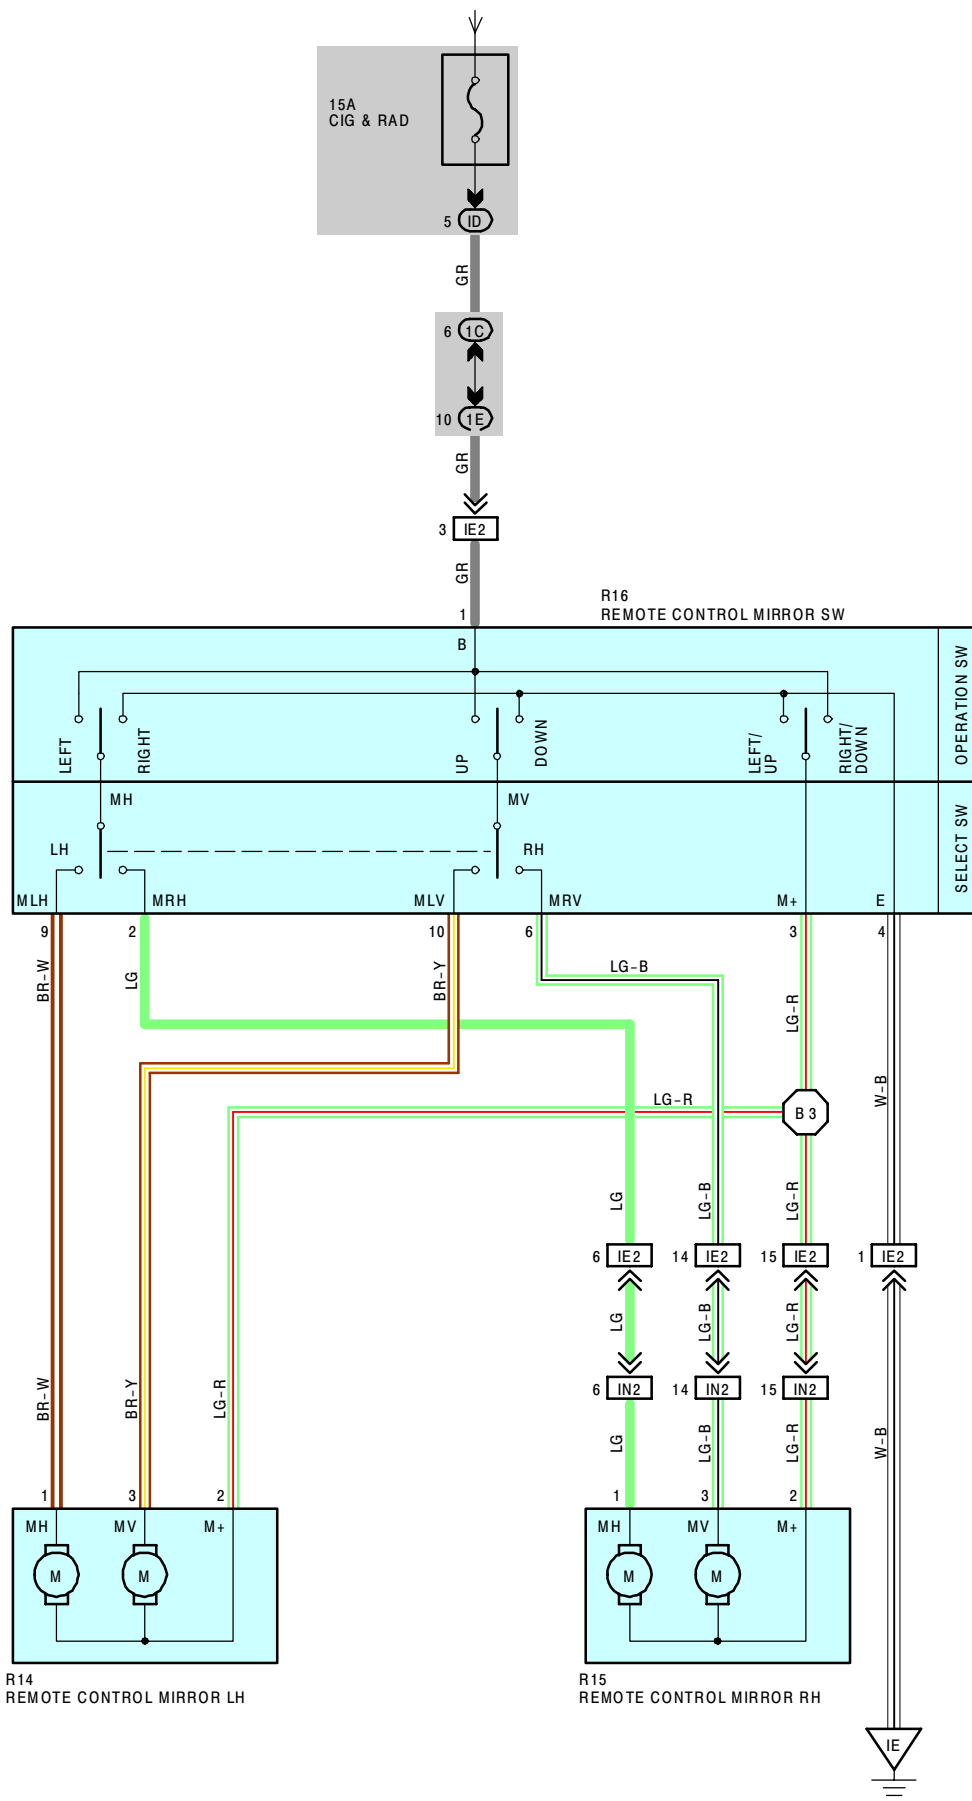 15A
CIG & RAD
5 ID
GR
6 1C
10 1E
GR
3 IE2
GR
R16
REMOTE CONTROL MIRROR SW
1
B
OPERATION SW
LEFT
RIGHT
UP
DOWN
LEFT/
UP
RIGHT/
DOWN
MH
MV
SELECT SW
LH
RH
MLH
MRH
MLV
MRV
M+
E
9
2
10
6
3
4
BR-W
LG
BR-Y
LG-B
LG-R
W-B
LG-R
B 3
LG
LG-B
LG-R
6 IE2
14 IE2
15 IE2
1 IE2
LG
LG-B
LG-R
6 IN2
14 IN2
15 IN2
BR-W
BR-Y
LG-R
LG
LG-B
LG-R
W-B
1
3
2
1
3
2
MH
MV
M+
MH
MV
M+
M
M
M
M
R14
REMOTE CONTROL MIRROR LH
R15
REMOTE CONTROL MIRROR RH
IE